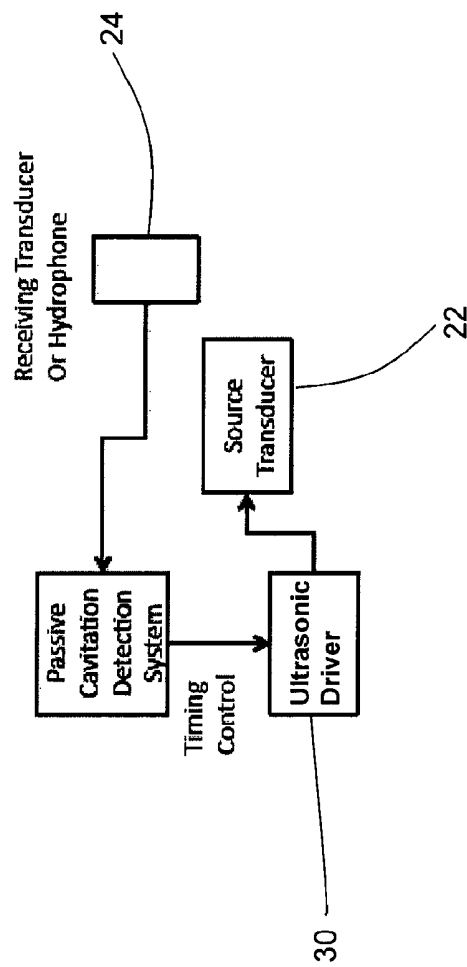 Receiving Transducer
Or Hydrophone
24
Passive
Cavitation
Detection
System
Timing
Control
Source
Transducer
22
Ultrasonic
Driver
30